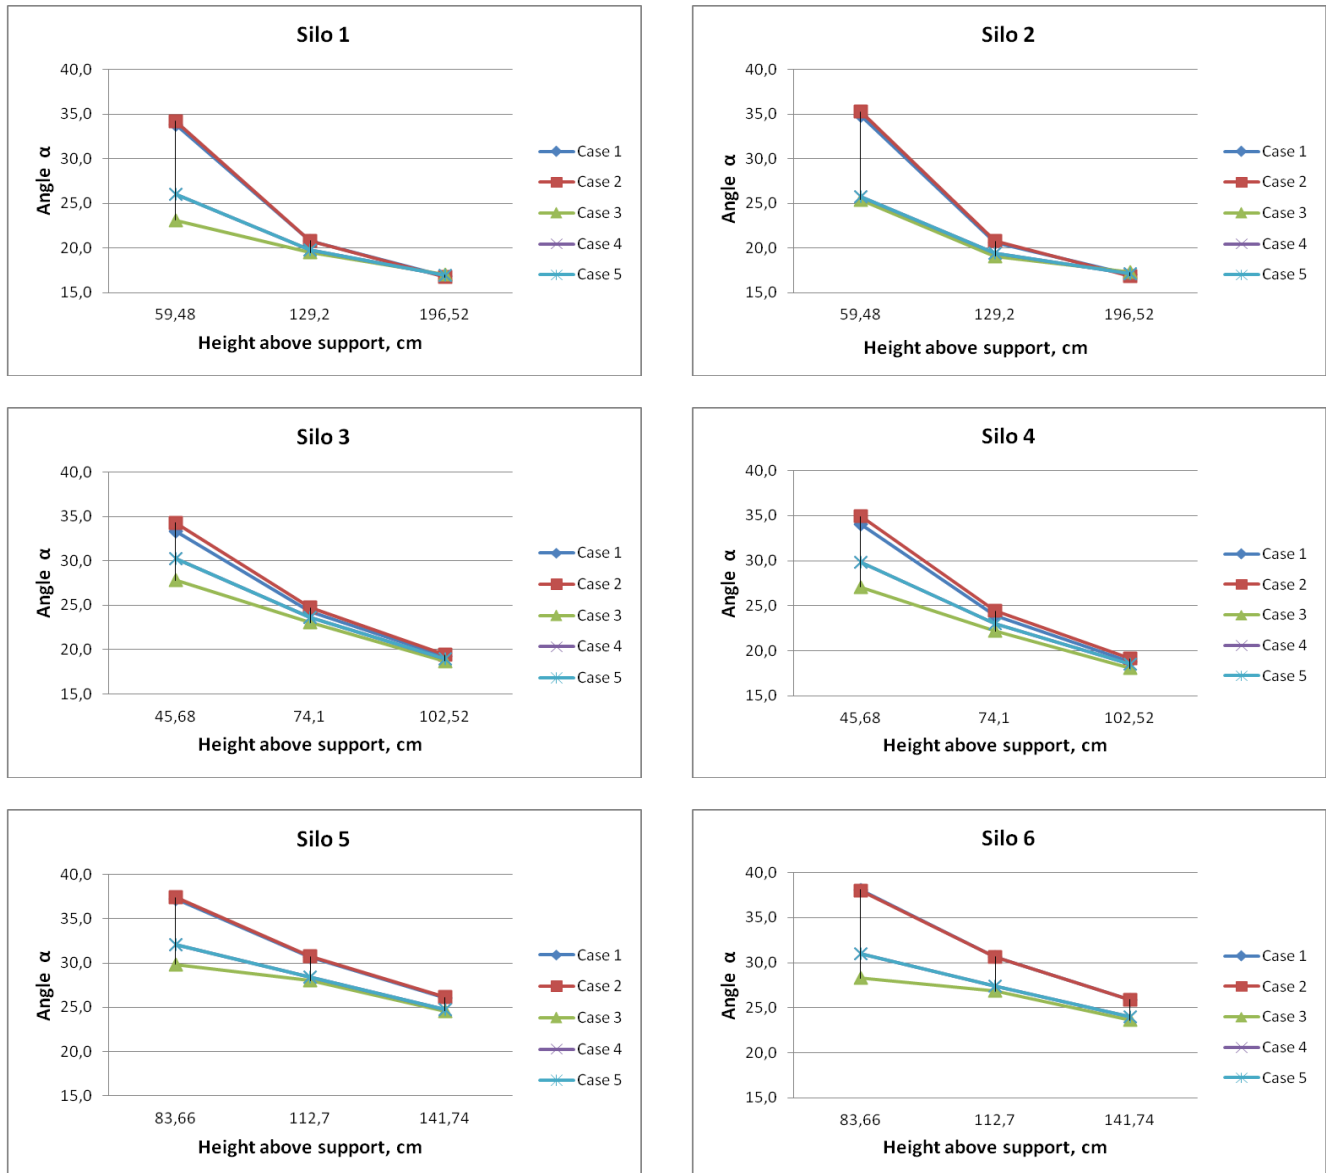 Silo 1
40,0
35,0
30,0
25,0
20,0
15,0
Angle α
59,48 129,2 196,52
Height above support, cm
Case 1
Case 2
Case 3
Case 4
Case 5
Silo 2
40,0
35,0
30,0
25,0
20,0
15,0
Angle α
59,48 129,2 196,52
Height above support, cm
Case 1
Case 2
Case 3
Case 4
Case 5
Silo 3
40,0
35,0
30,0
25,0
20,0
15,0
Angle α
45,68 74,1 102,52
Height above support, cm
Case 1
Case 2
Case 3
Case 4
Case 5
Silo 4
40,0
35,0
30,0
25,0
20,0
15,0
Angle α
45,68 74,1 102,52
Height above support, cm
Case 1
Case 2
Case 3
Case 4
Case 5
Silo 5
40,0
35,0
30,0
25,0
20,0
15,0
Angle α
83,66 112,7 141,74
Height above support, cm
Case 1
Case 2
Case 3
Case 4
Case 5
Silo 6
40,0
35,0
30,0
25,0
20,0
15,0
Angle α
83,66 112,7 141,74
Height above support, cm
Case 1
Case 2
Case 3
Case 4
Case 5